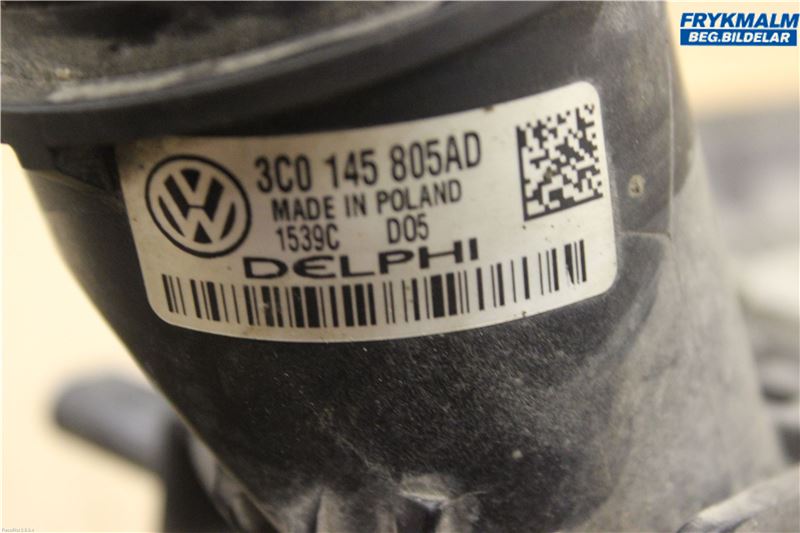 FRYKMALM
BEG.BILDELAR
3C0 145 805AD
MADE IN POLAND
1539C D05
DELPHI